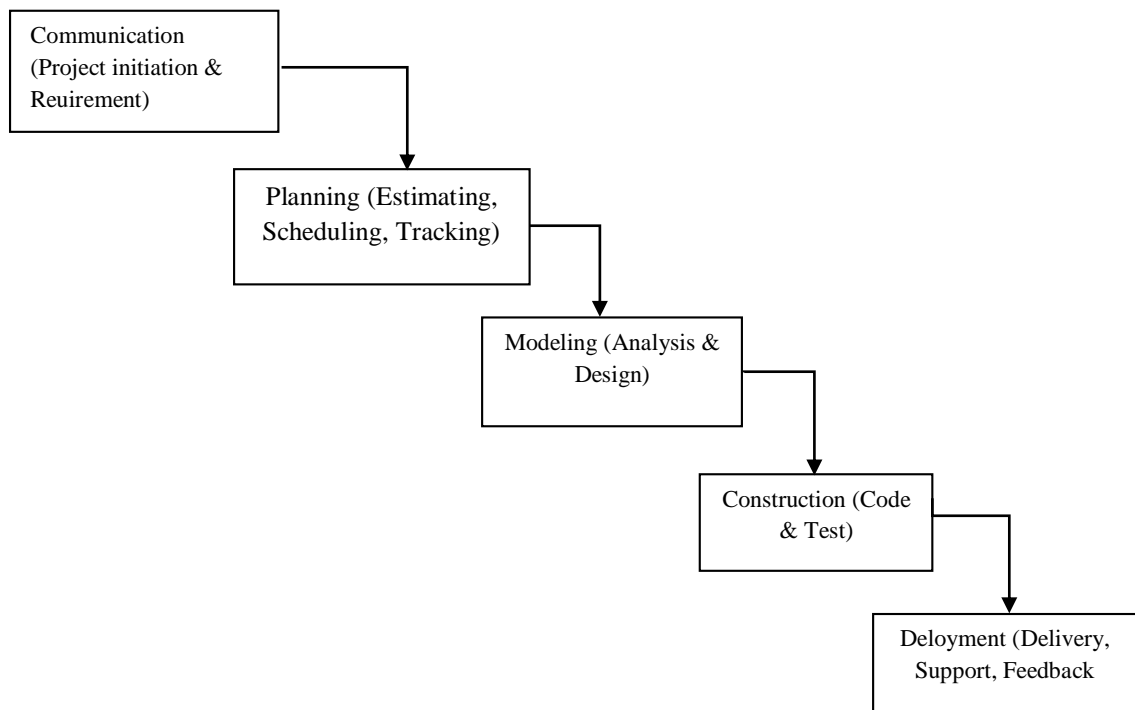 Communication
(Project initiation &
Reuirement)
Planning (Estimating,
Scheduling, Tracking)
Modeling (Analysis &
Design)
Construction (Code
& Test)
Deloyment (Delivery,
Support, Feedback